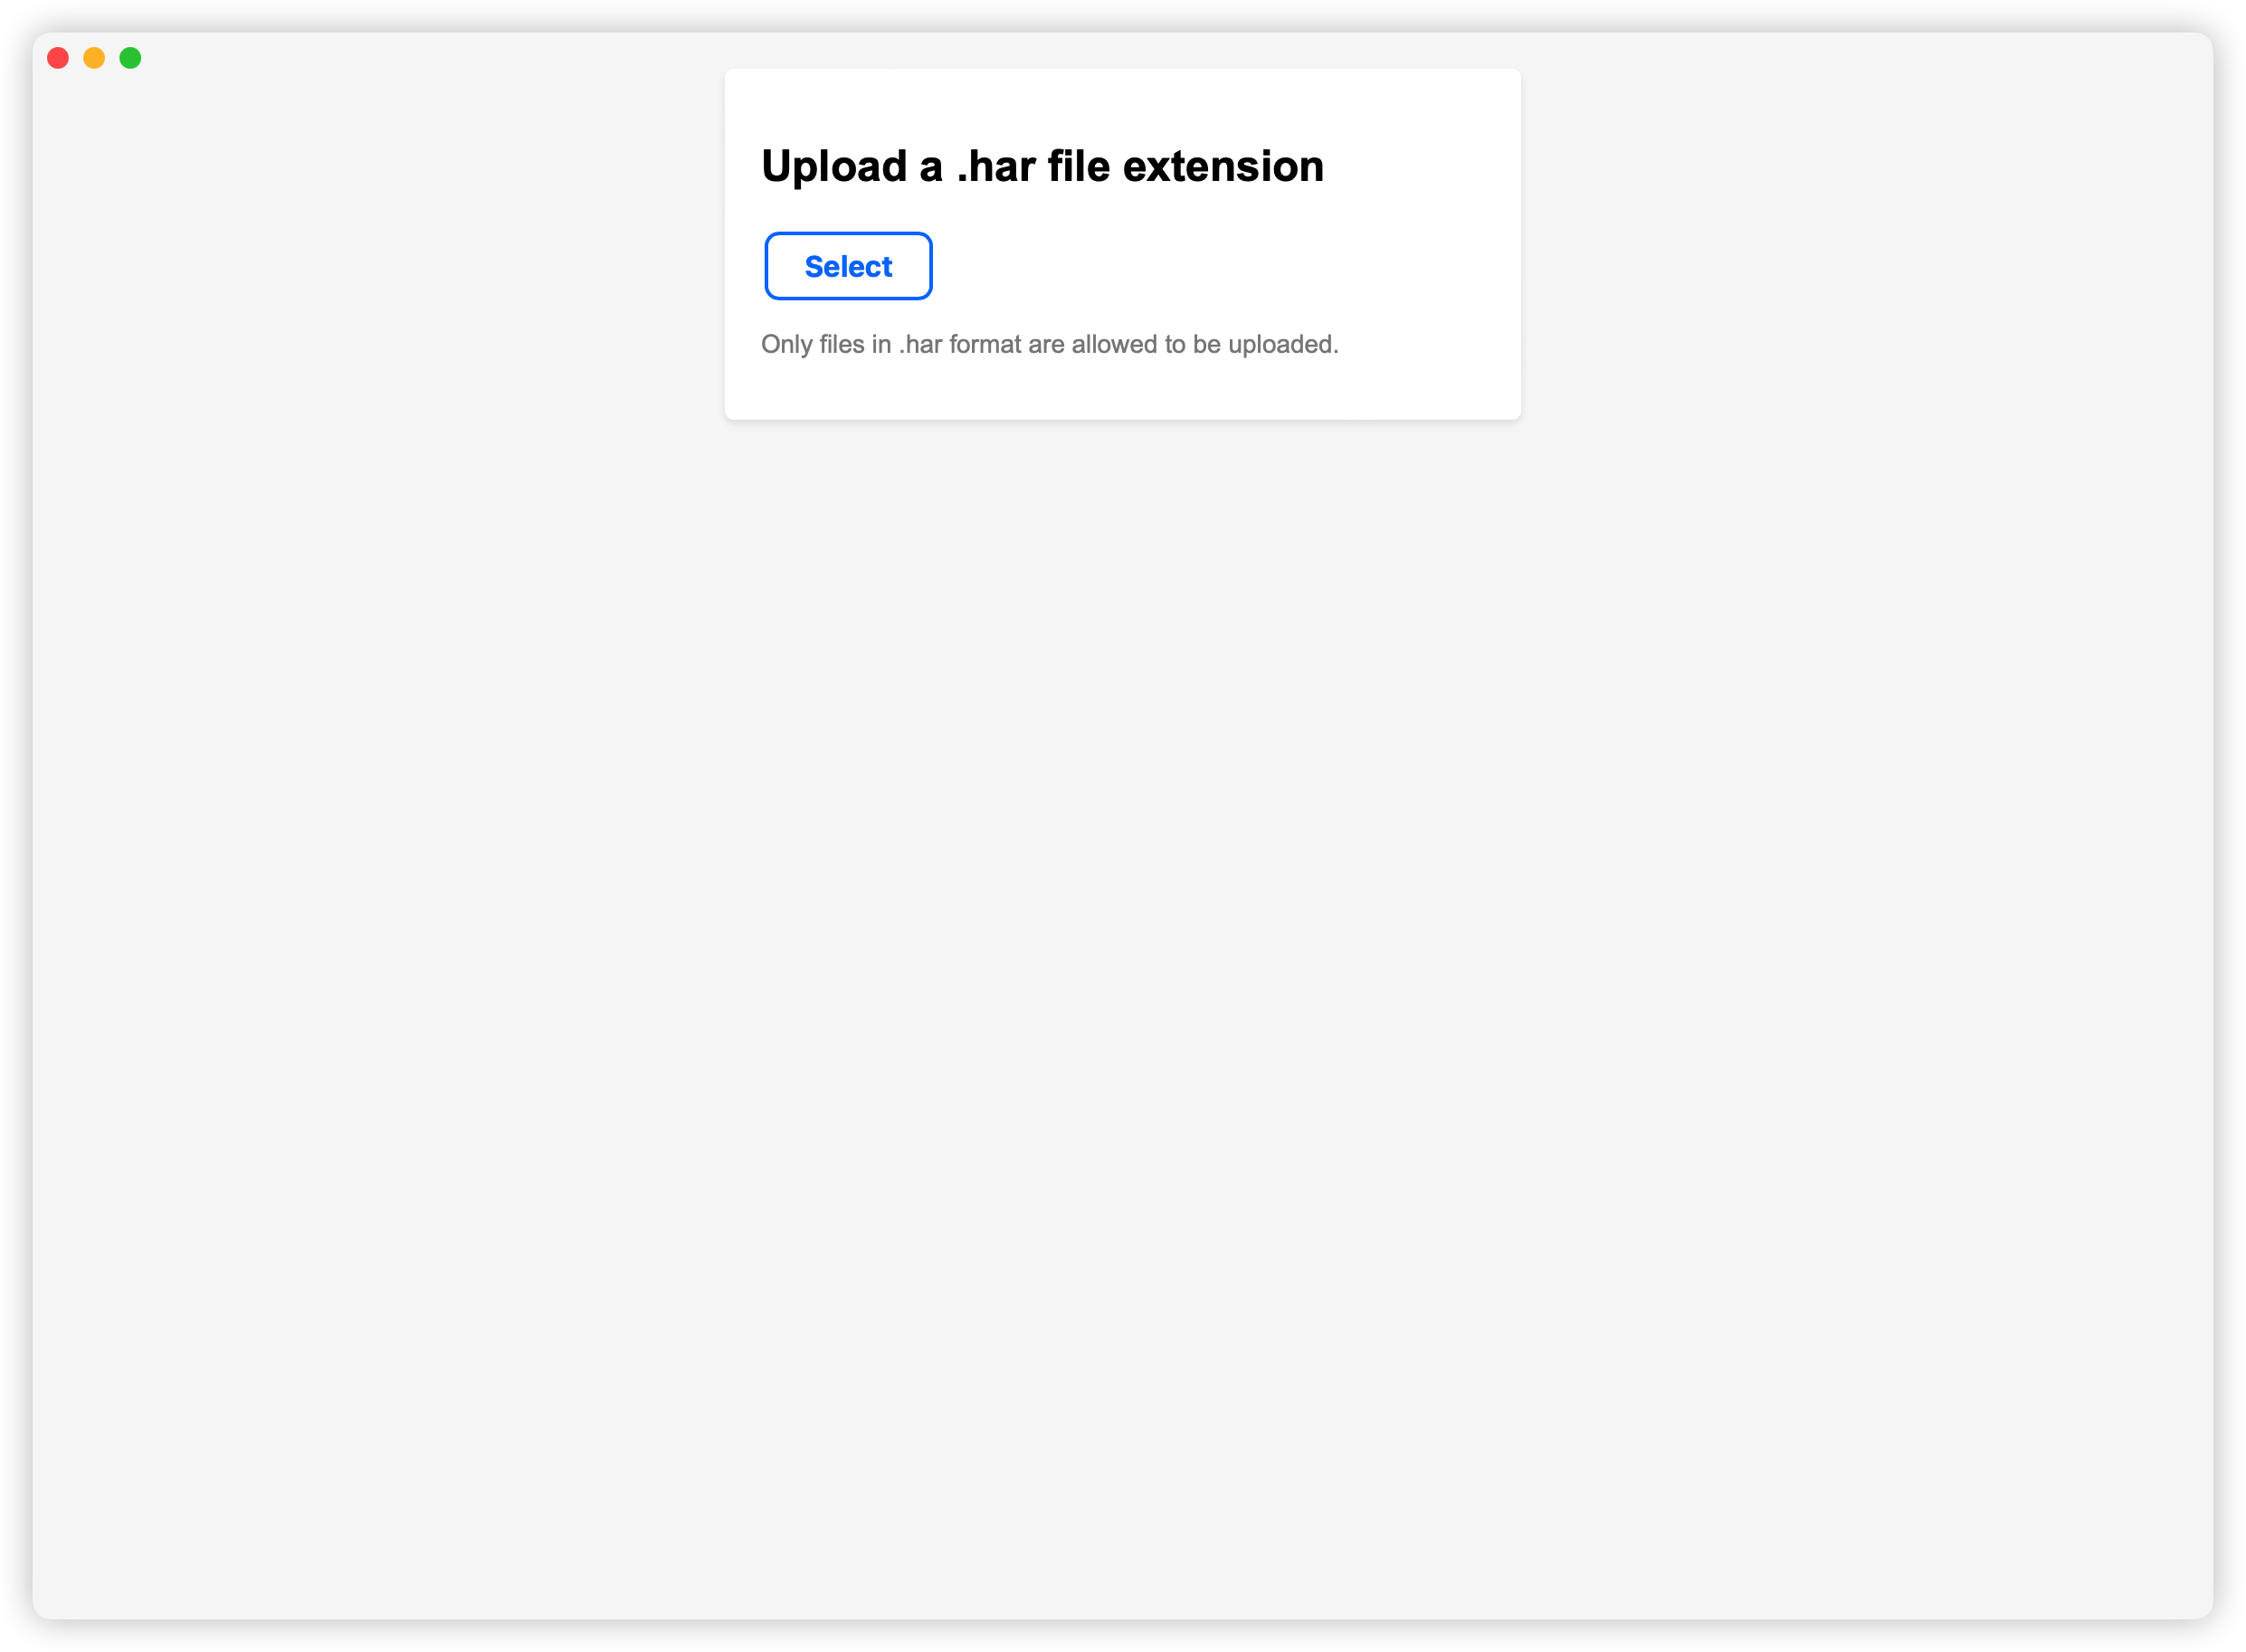 Upload a .har file extension
Select
Only files in .har format are allowed to be uploaded.